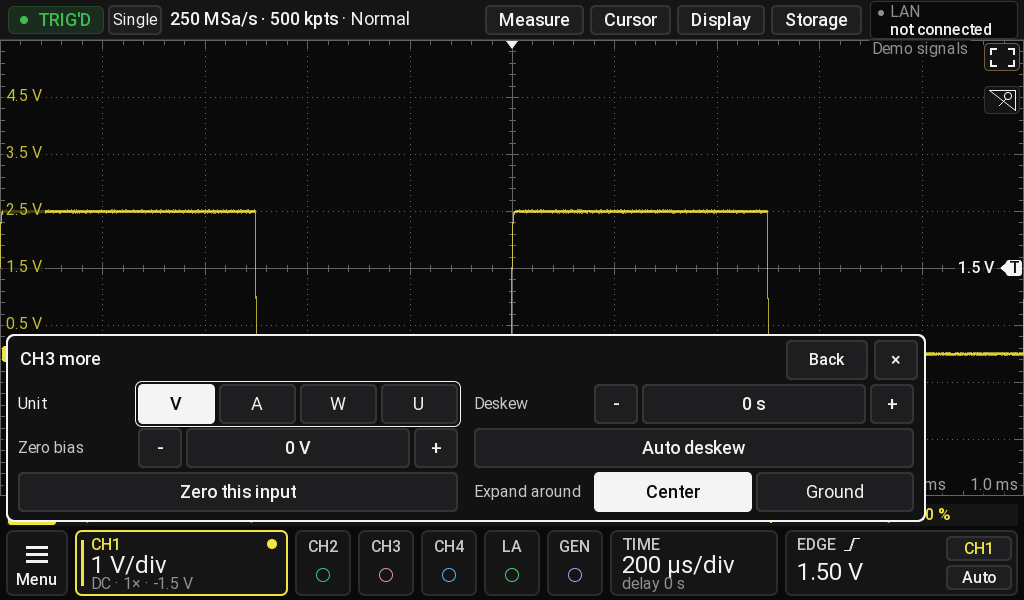 TRIG'D
Single
250 MSa/s · 500 kpts · Normal
Measure
Cursor
Display
Storage
LAN
not connected
Demo signals
4.5 V
3.5 V
2.5 V
1.5 V
1.5 V
T
0.5 V
CH3 more
Back
×
Unit
V
A
W
U
Deskew
-
0 s
+
Zero bias
-
0 V
+
Auto deskew
Zero this input
Expand around
Center
Ground
ms
1.0 ms
0 %
Menu
CH1
1 V/div
DC · 1× · -1.5 V
CH2
CH3
CH4
LA
GEN
TIME
200 µs/div
delay 0 s
EDGE
1.50 V
CH1
Auto